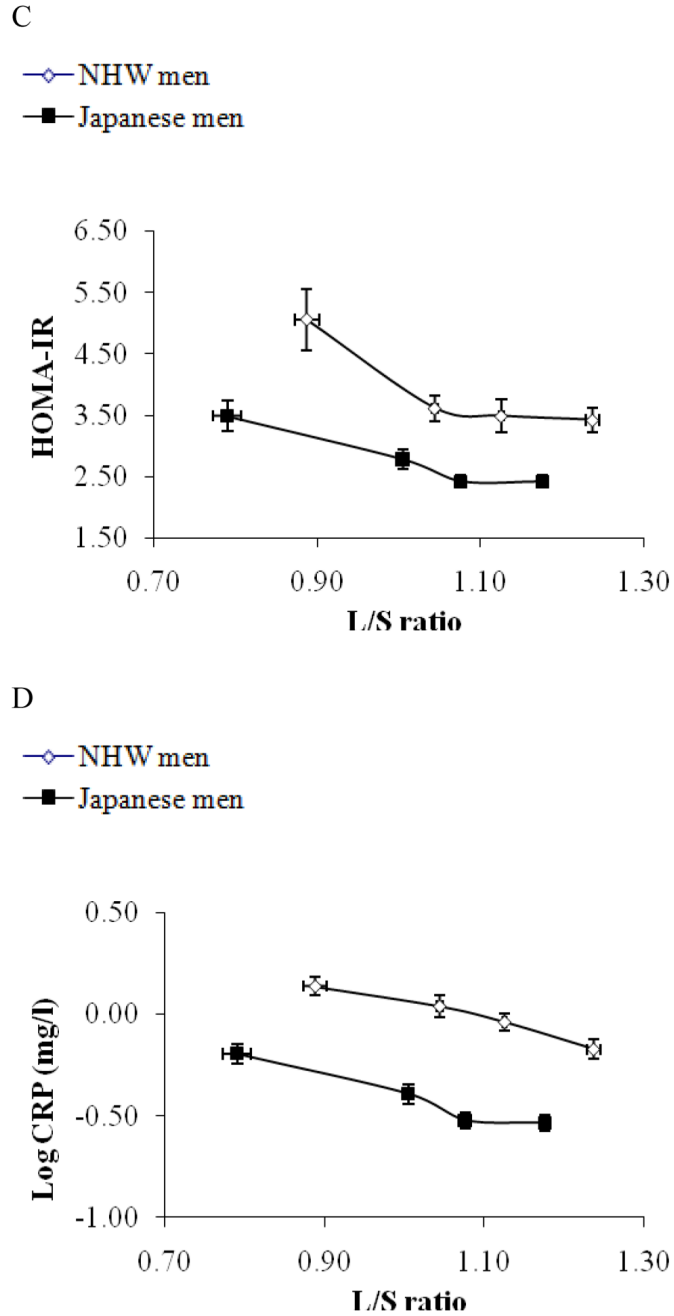 C
NHW men
Japanese men
6.50
5.50
4.50
3.50
2.50
1.50
HOMA-IR
0.70 0.90 1.10 1.30
L/S ratio
D
NHW men
Japanese men
0.50
0.00
-0.50
-1.00
Log CRP (mg/l)
0.70 0.90 1.10 1.30
L/S ratio